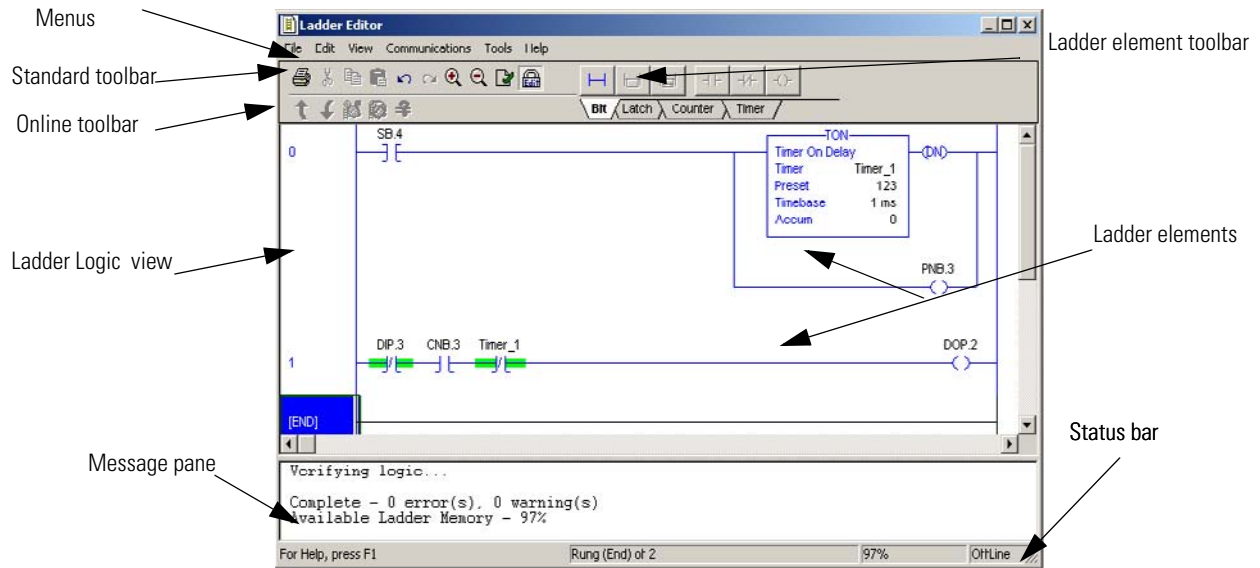 Menus
Ladder Editor
File Edit View Communications Tools Help
Ladder element toolbar
Standard toolbar
Edit
Online toolbar
Bit Latch Counter Timer
SB.4
0
TON
Timer On Delay
Timer Timer_1
Preset 123
Timebase 1 ms
Accum 0
DN
Ladder elements
Ladder Logic view
PNB.3
DIP.3 CNB.3 Timer_1 DOP.2
1
[END]
Status bar
Message pane
Verifying logic...
Complete - 0 error(s), 0 warning(s)
Available Ladder Memory - 97%
For Help, press F1 Rung (End) of 2 97% OffLine